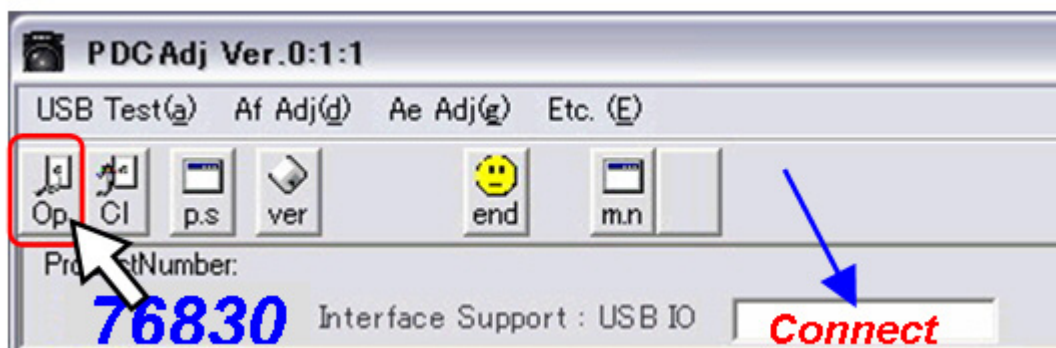 PDCAdj Ver.0:1:1
USB Test(a) Af Adj(d) Ae Adj(g) Etc. (E)
Op Cl p.s ver end m.n
76830 Interface Support : USB IO Connect